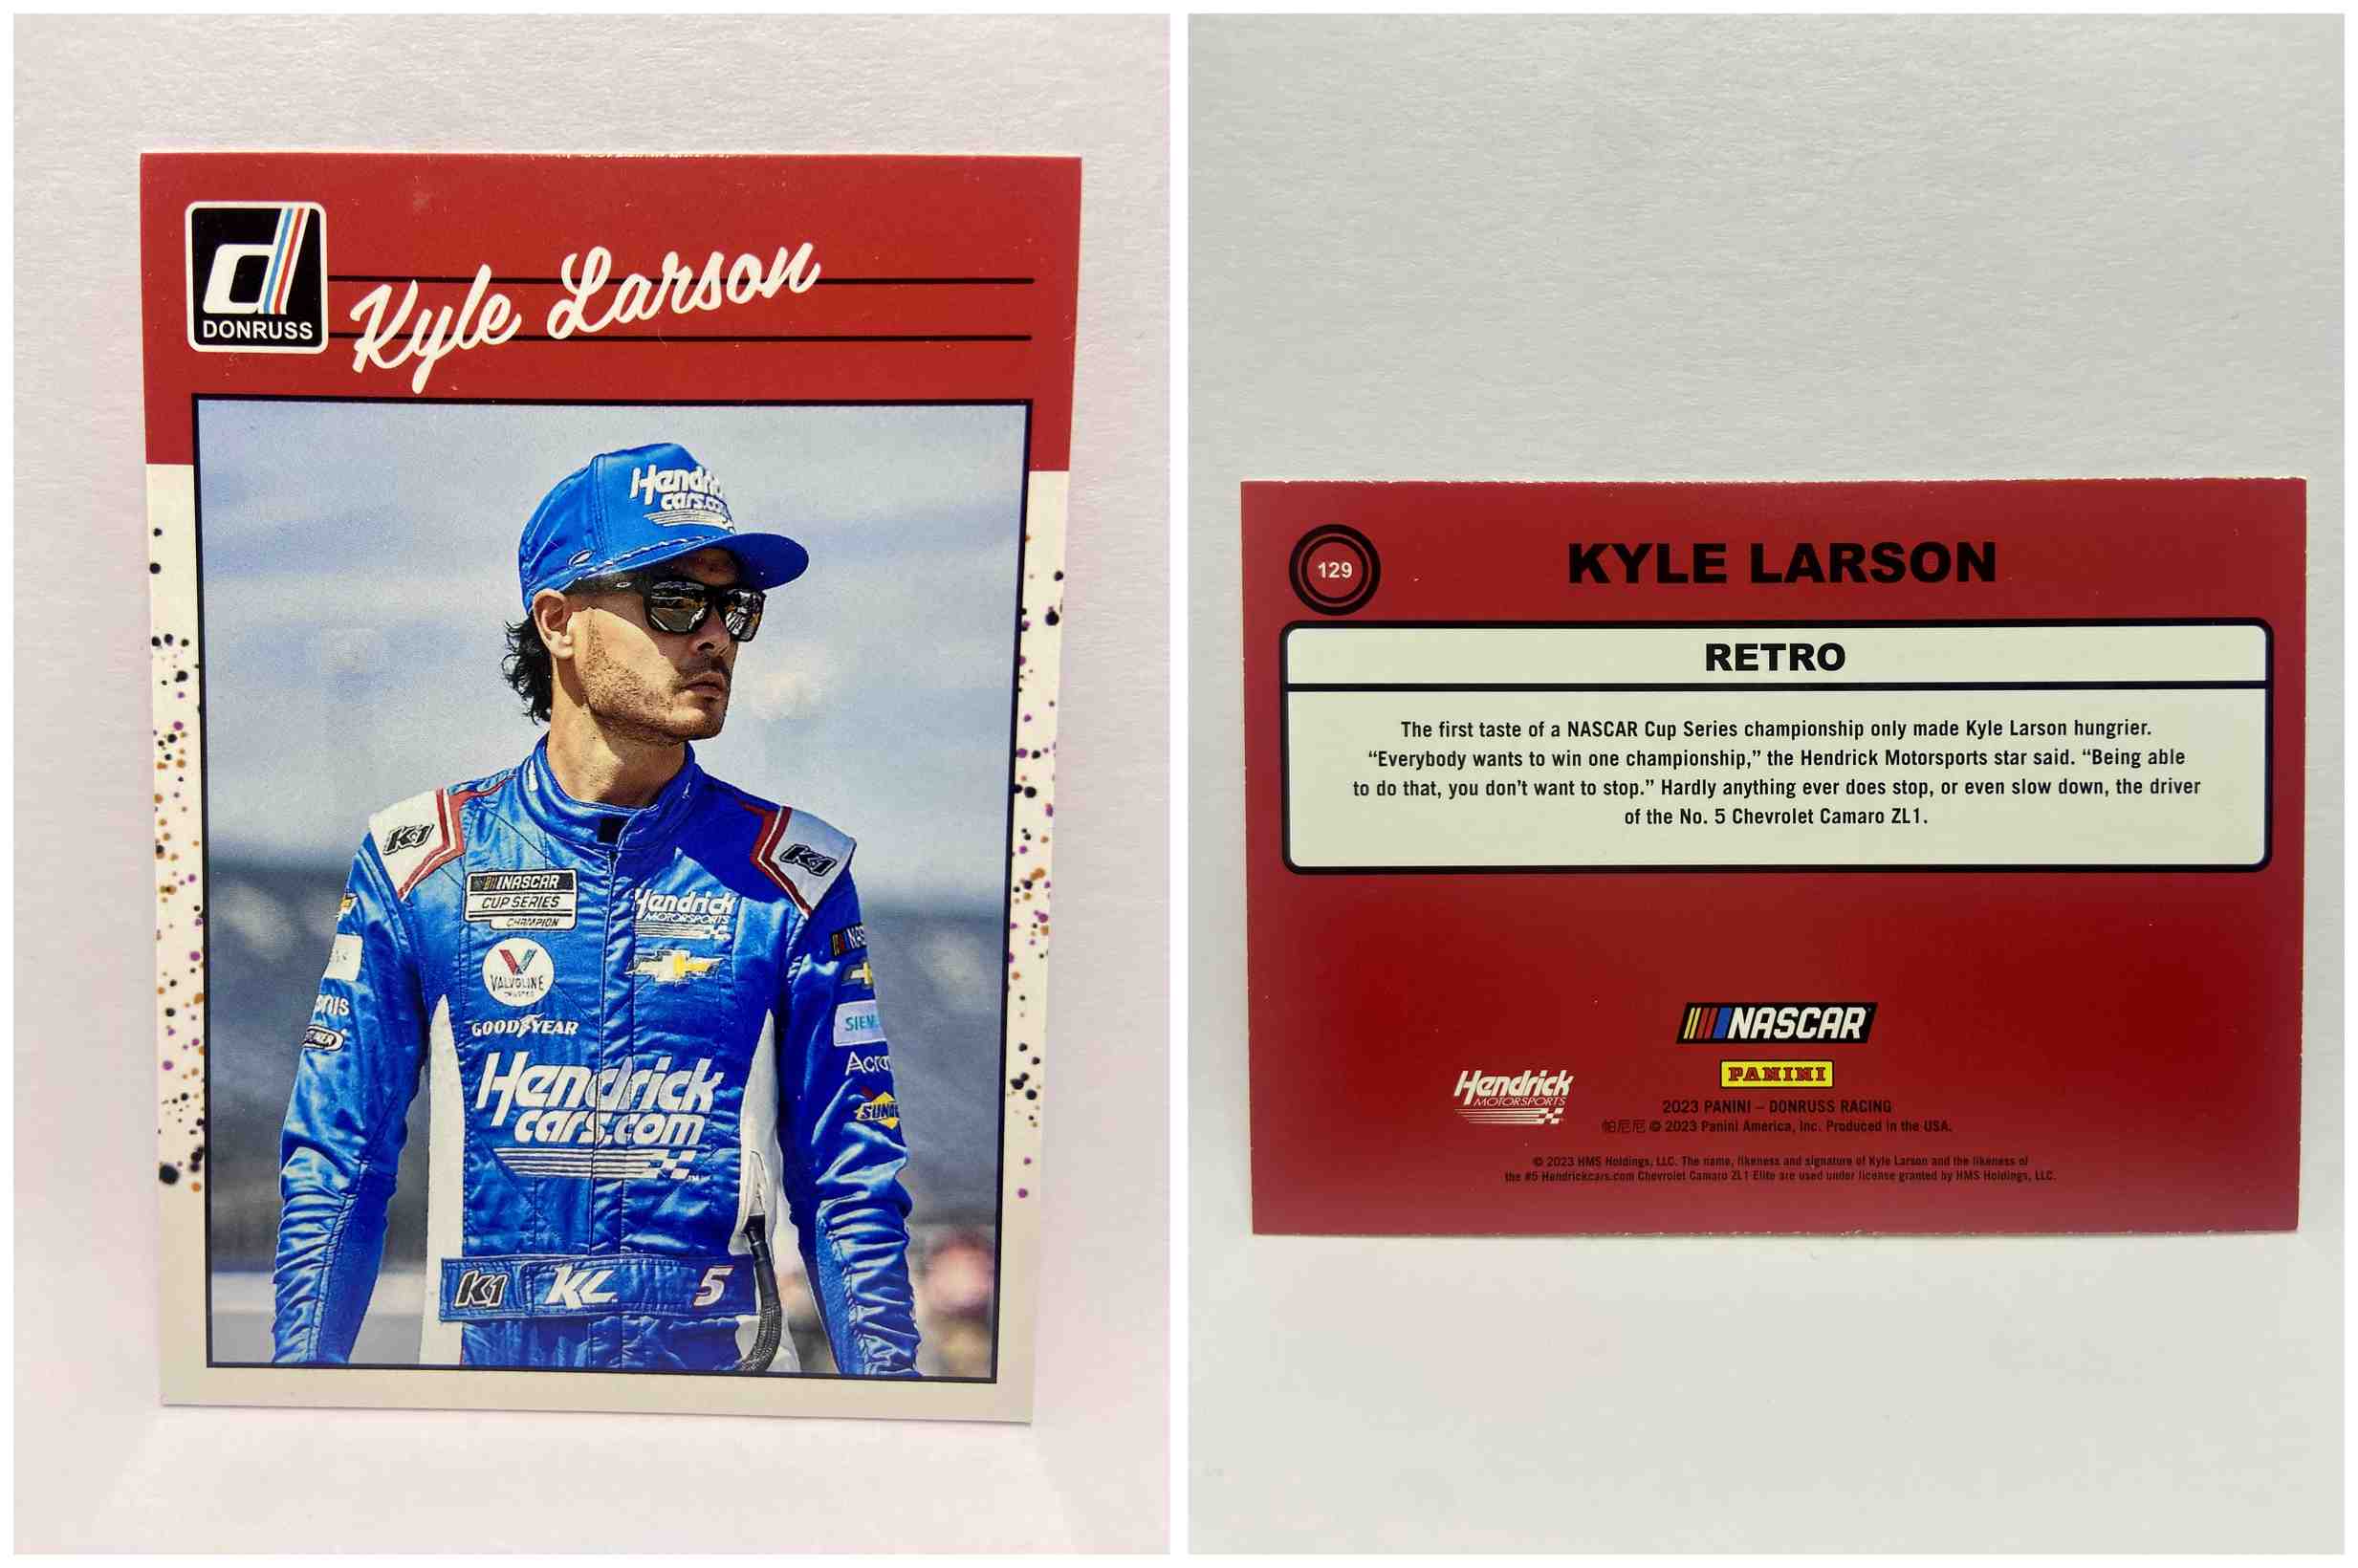 DONRUSS
Kyle Larson
Hendrick
cars.com
K1
K1
NASCAR
CUP SERIES
CHAMPION
Hendrick
MOTORSPORTS
VALVOLINE
GOODYEAR
Hendrick
cars.com
SIEM
Acro
SUNO
K1 KL 5
129
KYLE LARSON
RETRO
The first taste of a NASCAR Cup Series championship only made Kyle Larson hungrier.
“Everybody wants to win one championship,” the Hendrick Motorsports star said. “Being able
to do that, you don’t want to stop.” Hardly anything ever does stop, or even slow down, the driver
of the No. 5 Chevrolet Camaro ZL1.
NASCAR
PANINI
Hendrick
MOTORSPORTS
2023 PANINI – DONRUSS RACING
帕尼尼 © 2023 Panini America, Inc. Produced in the USA.
© 2023 HMS Holdings, LLC. The name, likeness and signature of Kyle Larson and the likeness of
the #5 Hendrickcars.com Chevrolet Camaro ZL1 Elite are used under license granted by HMS Holdings, LLC.